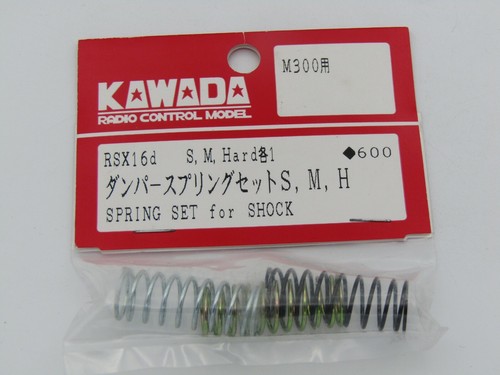 KAWADA
RADIO CONTROL MODEL
M300用
RSX16d S,M,Hard各1 ◆600
ダンパースプリングセットS,M,H
SPRING SET for SHOCK